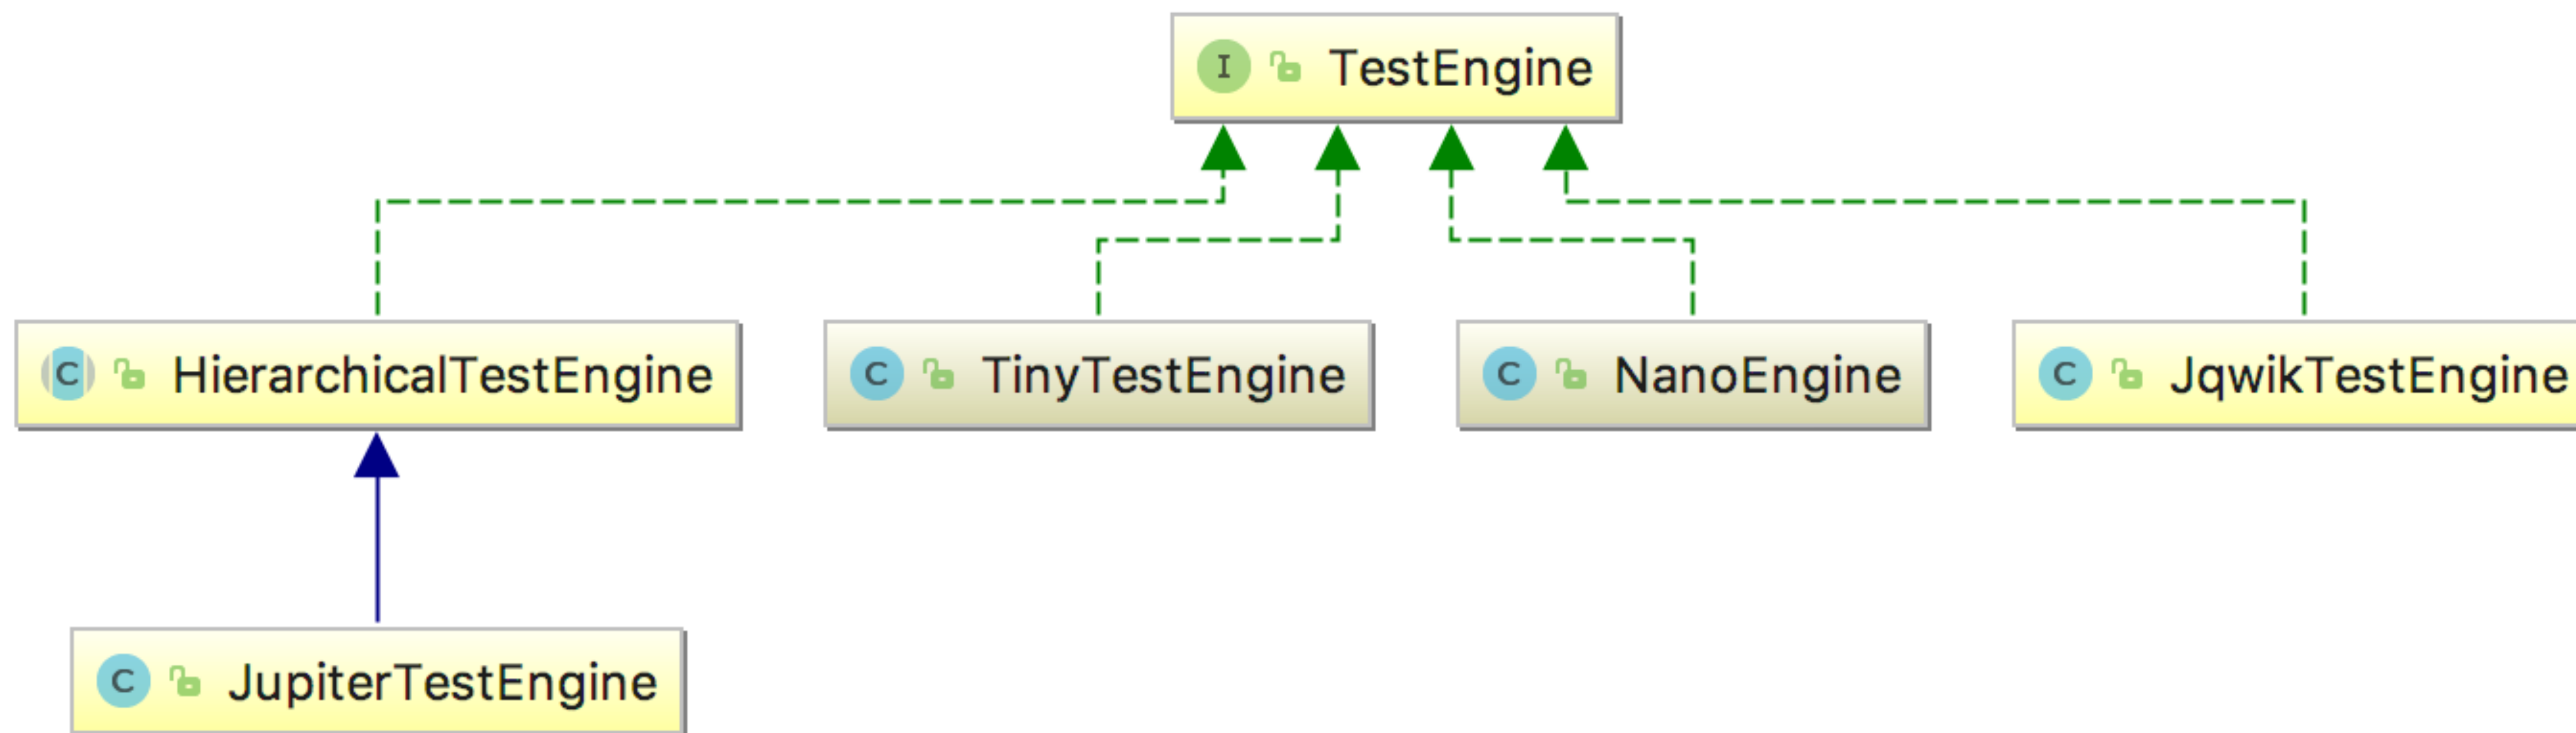 I TestEngine
C HierarchicalTestEngine
C TinyTestEngine
C NanoEngine
C JqwikTestEngine
C JupiterTestEngine